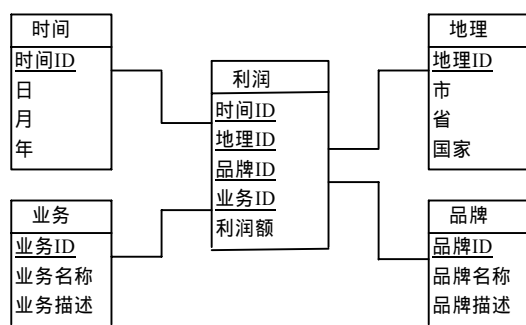 时间
时间ID
日
月
年
利润
时间ID
地理ID
品牌ID
业务ID
利润额
地理
地理ID
市
省
国家
业务
业务ID
业务名称
业务描述
品牌
品牌ID
品牌名称
品牌描述